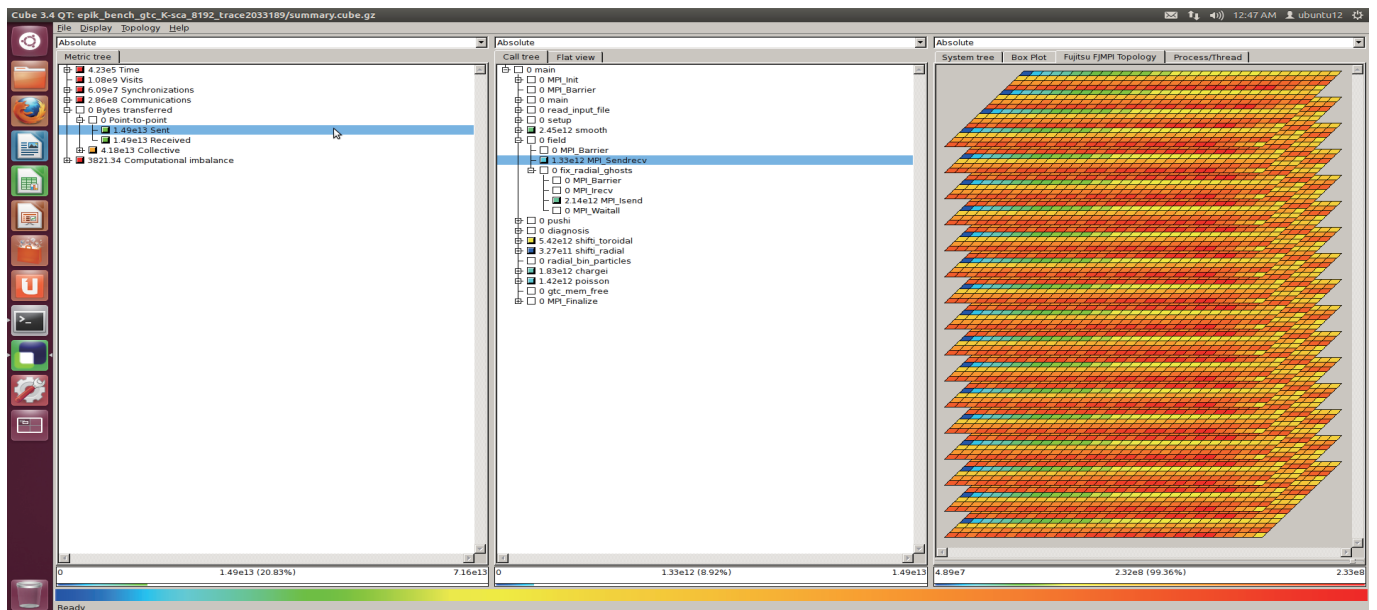 Cube 3.4 QT: epik_bench_gtc_K-sca_8192_trace2033189/summary.cube.gz
12:47 AM ubuntu12
File Display Topology Help
Absolute
Metric tree
4.23e5 Time
1.08e9 Visits
6.09e7 Synchronizations
2.86e8 Communications
0 Bytes transferred
0 Point-to-point
1.49e13 Sent
1.49e13 Received
4.18e13 Collective
3821.34 Computational imbalance
0 1.49e13 (20.83%) 7.16e13
Absolute
Call tree Flat view
0 main
0 MPI_Init
0 MPI_Barrier
0 main
0 read_input_file
0 setup
2.45e12 smooth
0 field
0 MPI_Barrier
1.33e12 MPI_Sendrecv
0 fix_radial_ghosts
0 MPI_Barrier
0 MPI_Irecv
2.14e12 MPI_Isend
0 MPI_Waitall
0 pushi
0 diagnosis
5.42e12 shifti_toroidal
3.27e11 shifti_radial
0 radial_bin_particles
1.83e12 chargei
1.42e12 poisson
0 gtc_mem_free
0 MPI_Finalize
0 1.33e12 (8.92%) 1.49e13
Absolute
System tree Box Plot Fujitsu FJMPI Topology Process/Thread
4.89e7 2.32e8 (99.36%) 2.33e8
Ready